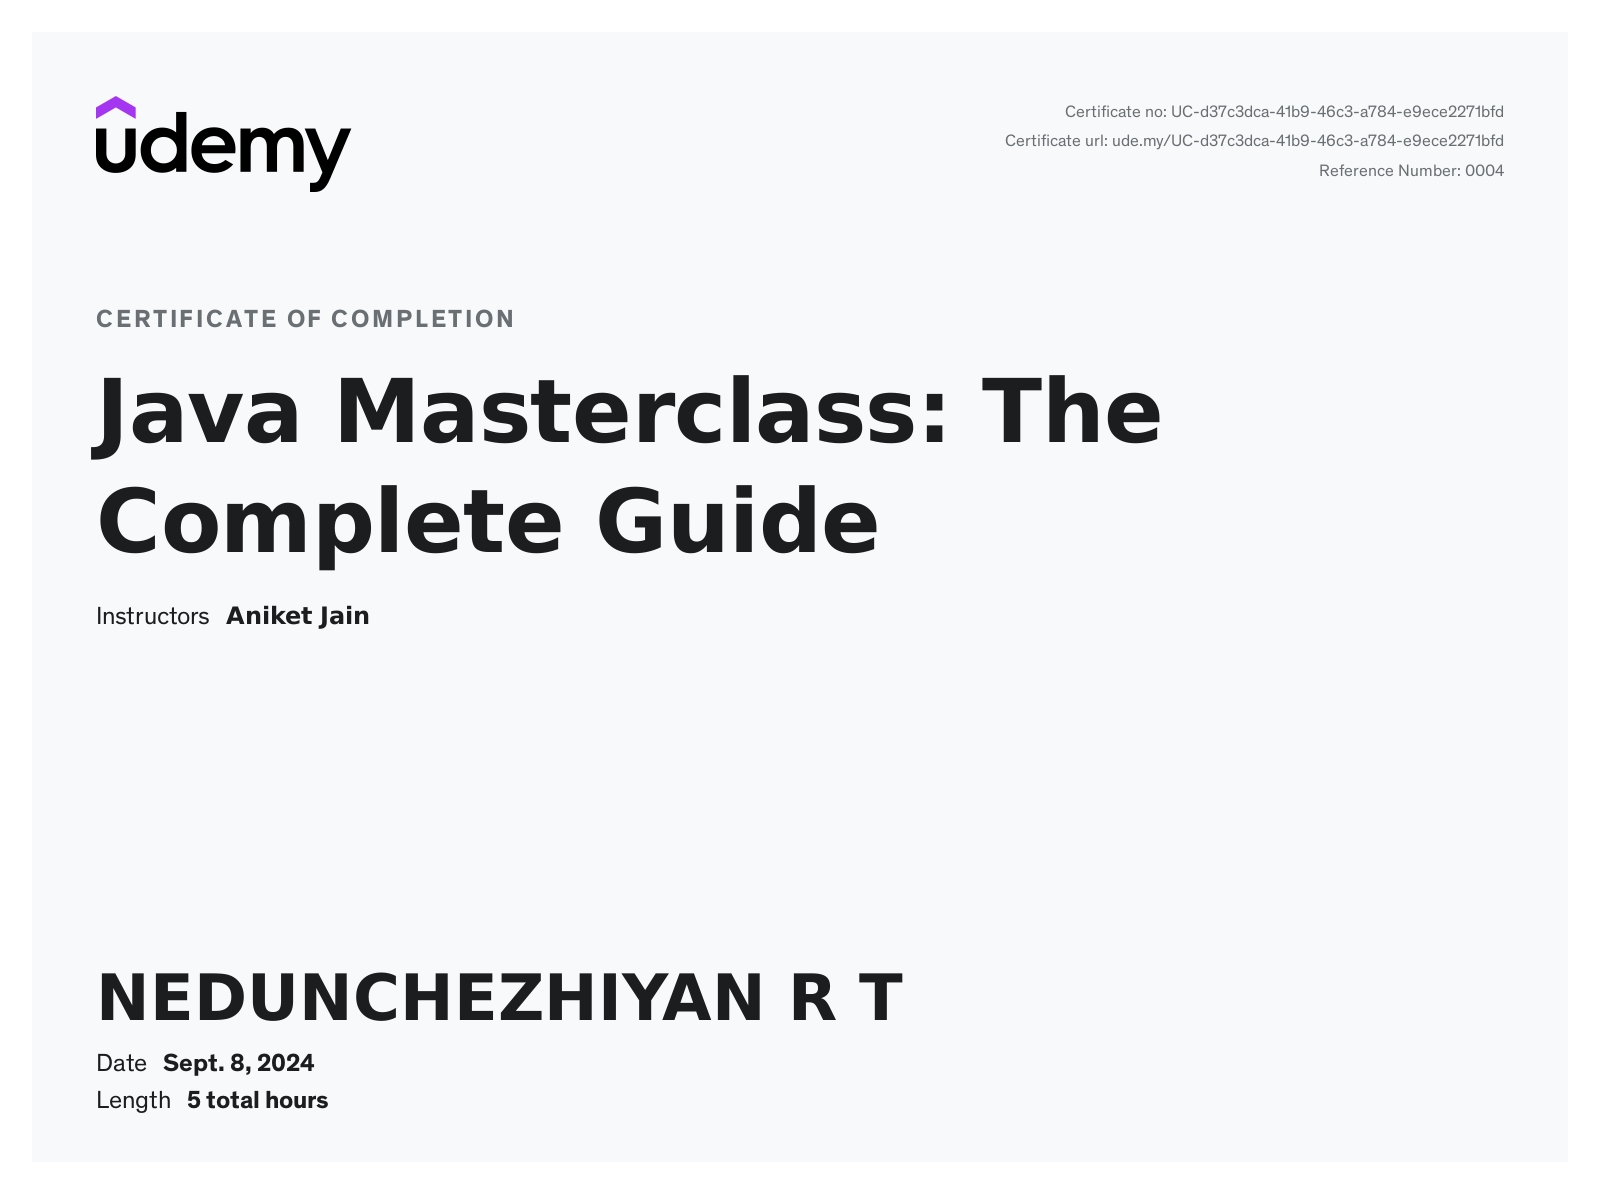 udemy
Certificate no: UC-d37c3dca-41b9-46c3-a784-e9ece2271bfd
Certificate url: ude.my/UC-d37c3dca-41b9-46c3-a784-e9ece2271bfd
Reference Number: 0004
CERTIFICATE OF COMPLETION
Java Masterclass: The
Complete Guide
Instructors Aniket Jain
NEDUNCHEZHIYAN R T
Date Sept. 8, 2024
Length 5 total hours